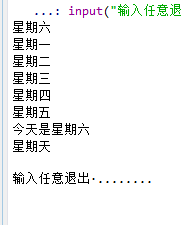 ...: input("输入任意退出
星期六
星期一
星期二
星期三
星期四
星期五
今天是星期六
星期天
输入任意退出·........